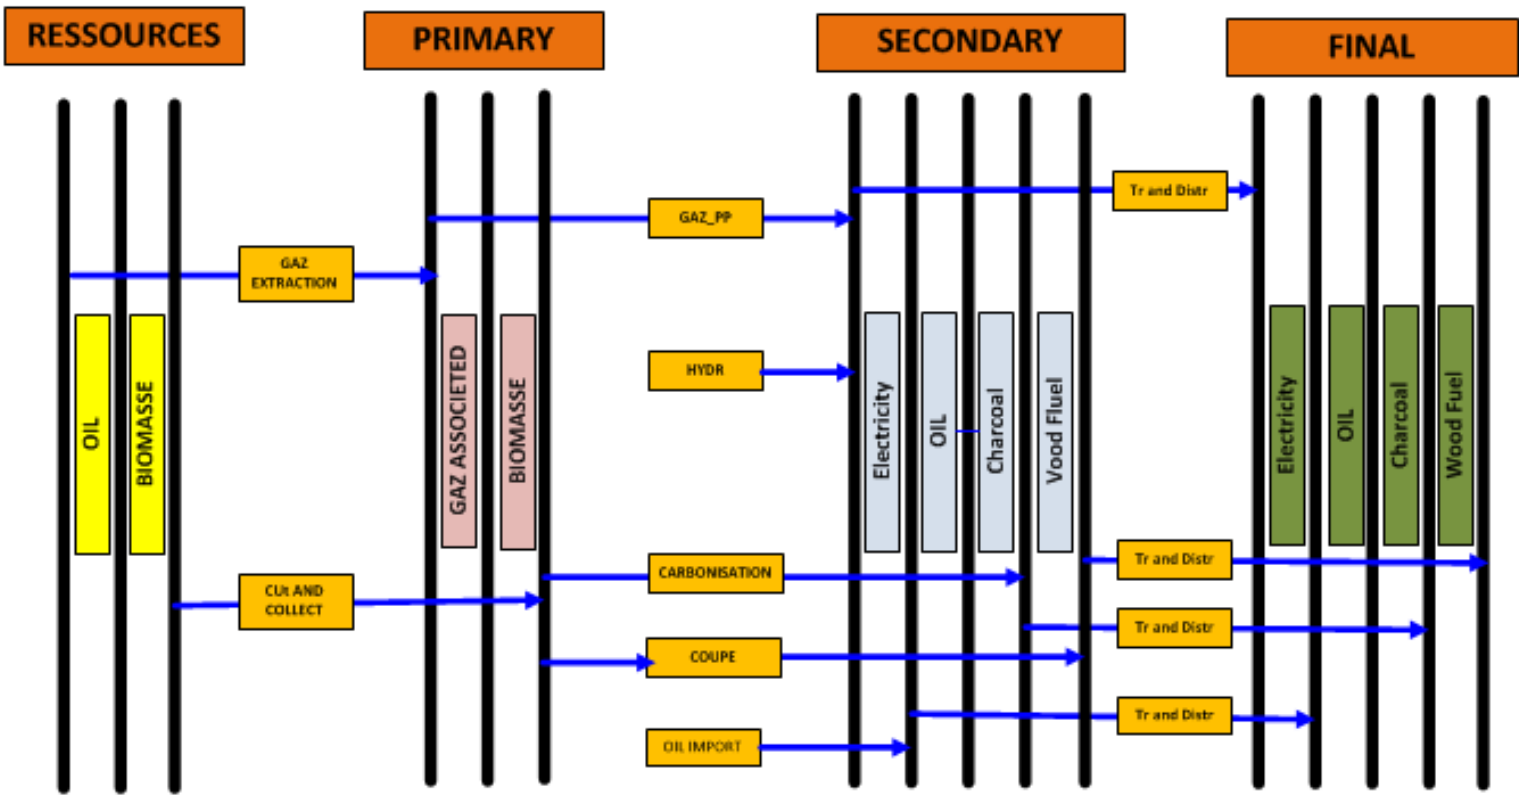 RESSOURCES
PRIMARY
SECONDARY
FINAL
Tr and Distr
GAZ_PP
GAZ
EXTRACTION
HYDR
OIL
BIOMASSE
GAZ ASSOCIETED
BIOMASSE
Electricity
OIL
Charcoal
Vood Fluel
Electricity
OIL
Charcoal
Wood Fuel
CARBONISATION
Tr and Distr
CUt AND
COLLECT
Tr and Distr
COUPE
Tr and Distr
OIL IMPORT